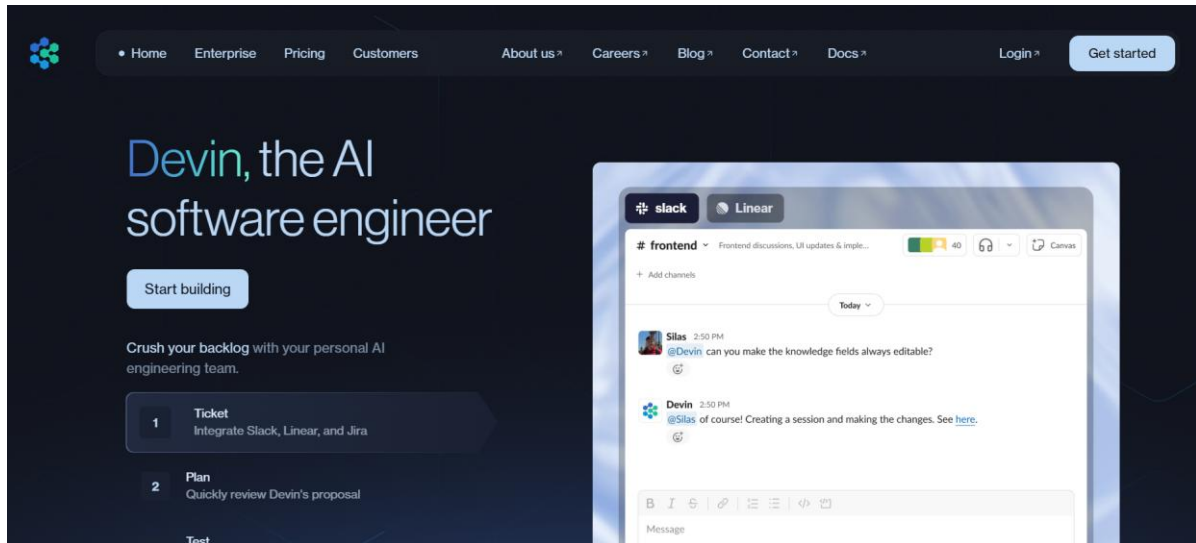 Home Enterprise Pricing Customers About us↗ Careers↗ Blog↗ Contact↗ Docs↗ Login↗ Get started
Devin, the AI
software engineer
Start building
Crush your backlog with your personal AI
engineering team.
1
Ticket
Integrate Slack, Linear, and Jira
2
Plan
Quickly review Devin's proposal
Test
slack Linear
# frontend Frontend discussions, UI updates & imple... 40 Canvas
+ Add channels
Today
Silas 2:50 PM
@Devin can you make the knowledge fields always editable?
Devin 2:50 PM
@Silas of course! Creating a session and making the changes. See here.
B I S
Message